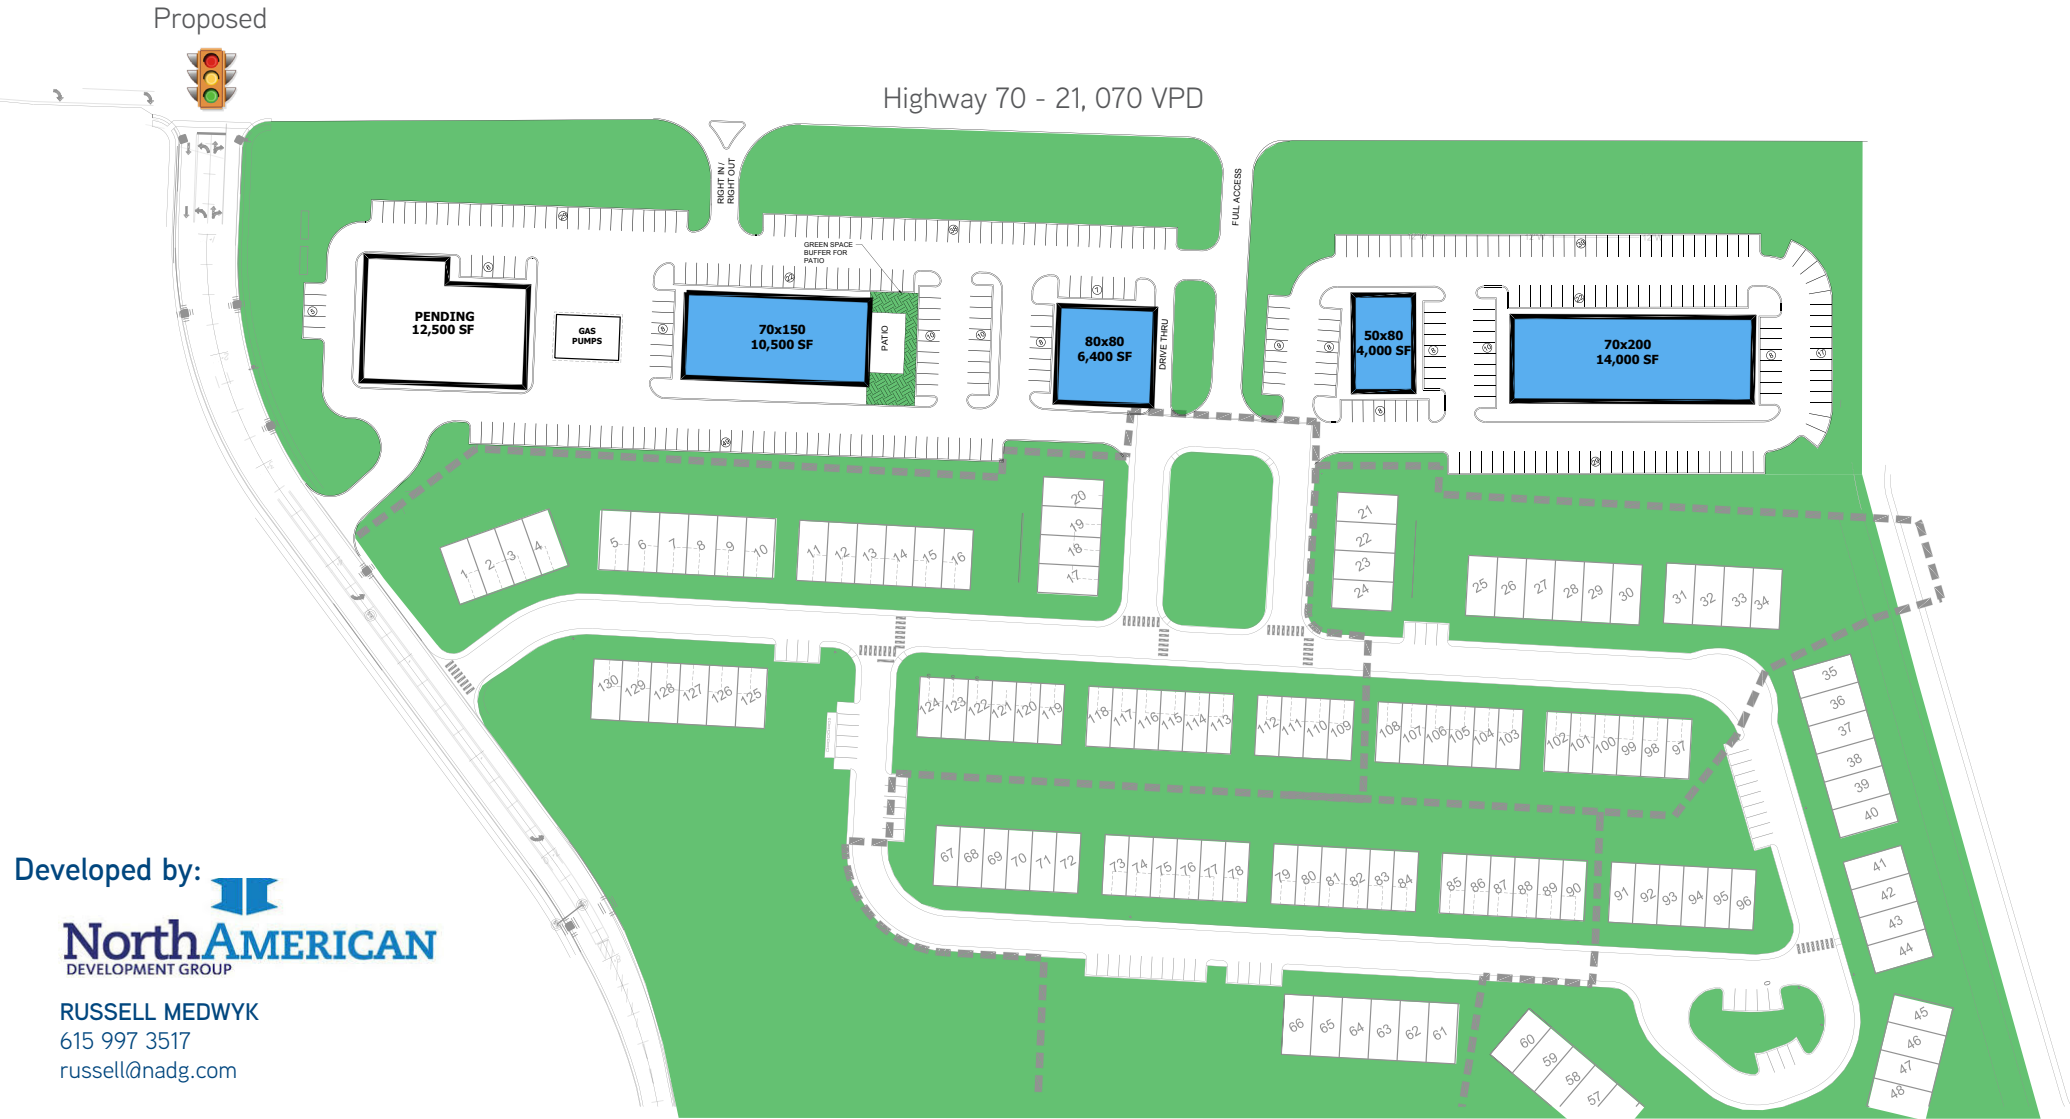 Proposed
Highway 70 - 21, 070 VPD
RIGHT IN /
RIGHT OUT
FULL ACCESS
GREEN SPACE
BUFFER FOR
PATIO
PENDING
12,500 SF
GAS
PUMPS
70x150
10,500 SF
PATIO
80x80
6,400 SF
DRIVE THRU
50x80
4,000 SF
70x200
14,000 SF
1 2 3 4
5 6 7 8 9 10
11 12 13 14 15 16
20
19
18
17
21
22
23
24
25 26 27 28 29 30
31 32 33 34
130 129 128 127 126 125
124 123 122 121 120 119
118 117 116 115 114 113
112 111 110 109
108 107 106 105 104 103
102 101 100 99 98 97
35
36
37
38
39
40
67 68 69 70 71 72
73 74 75 76 77 78
79 80 81 82 83 84
85 86 87 88 89 90
91 92 93 94 95 96
41
42
43
44
66 65 64 63 62 61
60
59
58
57
45
46
47
48
Developed by:
NorthAMERICAN
DEVELOPMENT GROUP
RUSSELL MEDWYK
615 997 3517
russell@nadg.com